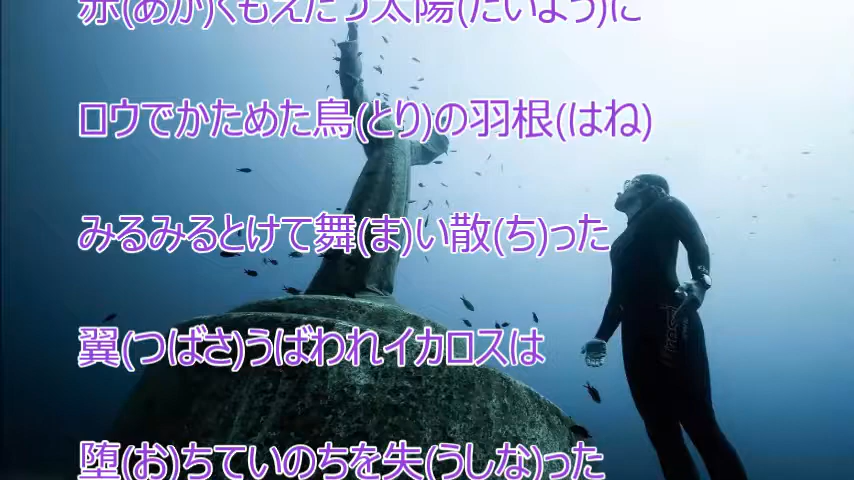 赤(あか)くもえたつ太陽(たいよう)に
ロウでかためた鳥(とり)の羽根(はね)
みるみるとけて舞(ま)い散(ち)った
翼(つばさ)うばわれイカロスは
堕(お)ちていのちを失(うしな)った